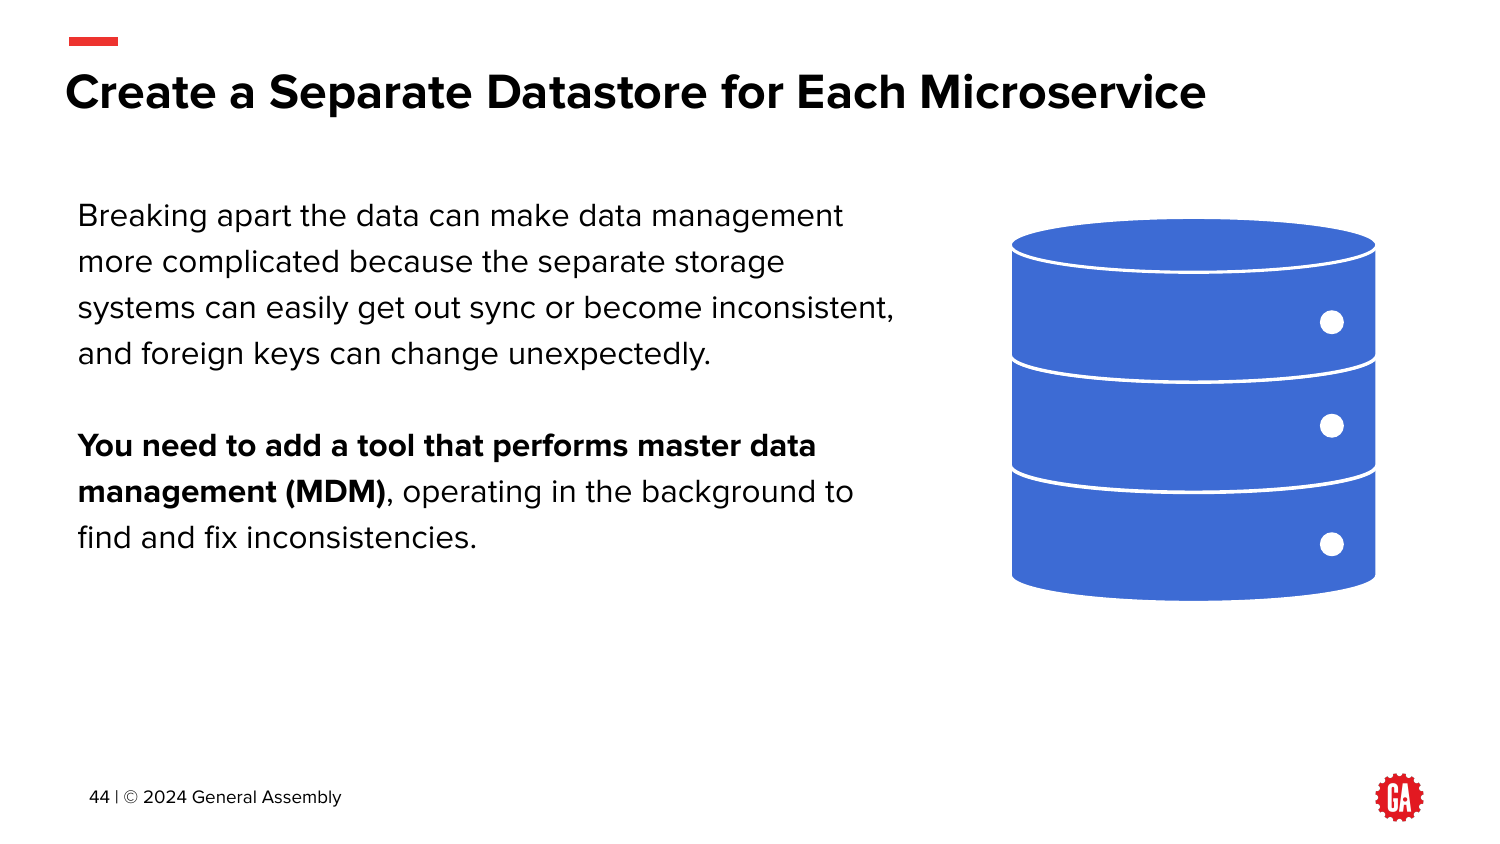 Create a Separate Datastore for Each Microservice
Breaking apart the data can make data management
more complicated because the separate storage
systems can easily get out sync or become inconsistent,
and foreign keys can change unexpectedly.
You need to add a tool that performs master data
management (MDM), operating in the background to
find and fix inconsistencies.
44 | © 2024 General Assembly
GA